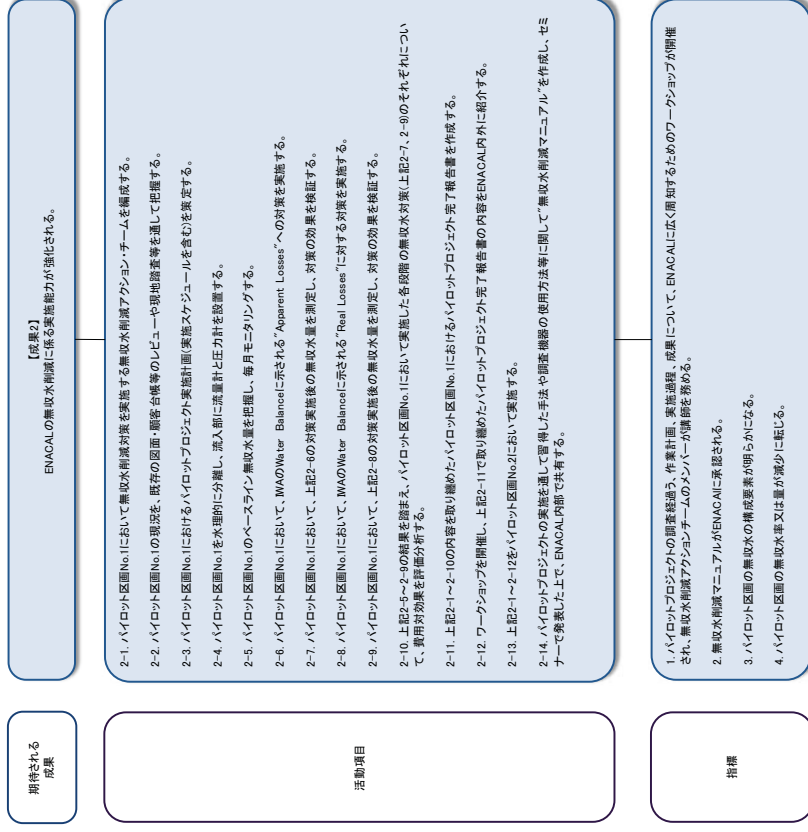 期待される
成果
【成果2】
ENACALの無収水削減に係る実施能力が強化される。
活動項目
2-1. パイロット区画No.1において無収水削減対策を実施する無収水削減アクション・チームを編成する。
2-2. パイロット区画No.1の現況を、既存の図面・顧客台帳等のレビューや現地踏査等を通して把握する。
2-3. パイロット区画No.1におけるパイロットプロジェクト実施計画(実施スケジュールを含む)を策定する。
2-4. パイロット区画No.1を水理的に分離し、流入部に流量計と圧力計を設置する。
2-5. パイロット区画No.1のベースライン無収水量を把握し、毎月モニタリングする。
2-6. パイロット区画No.1において、IWAのWater Balanceに示される"Apparent Losses"への対策を実施する。
2-7. パイロット区画No.1において、上記2-6の対策実施後の無収水量を測定し、対策の効果を検証する。
2-8. パイロット区画No.1において、IWAのWater Balanceに示される"Real Losses"に対する対策を実施する。
2-9. パイロット区画No.1において、上記2-8の対策実施後の無収水量を測定し、対策の効果を検証する。
2-10. 上記2-5～2-9の結果を踏まえ、パイロット区画No.1において実施した各段階の無収水対策(上記2-7、2-9)のそれぞれについ
て、費用対効果を評価分析する。
2-11. 上記2-1～2-10の内容を取り纏めたパイロット区画No.1におけるパイロットプロジェクト完了報告書を作成する。
2-12. ワークショップを開催し、上記2-11で取り纏めたパイロットプロジェクト完了報告書の内容をENACAL内外に紹介する。
2-13. 上記2-1～2-12をパイロット区画No.2において実施する。
2-14. パイロットプロジェクトの実施を通して習得した手法や調査機器の使用方法等に関して"無収水削減マニュアル"を作成し、セミ
ナーで発表した上で、ENACAL内部で共有する。
指標
1. パイロットプロジェクトの調査経過う、作業計画、実施過程、成果について、ENACALに広く周知するためのワークショップが開催
され、無収水削減アクションチームのメンバーが講師を務める。
2. 無収水削減マニュアルがENACAlに承認される。
3. パイロット区画の無収水の構成要素が明らかになる。
4. パイロット区画の無収水率又は量が減少に転じる。